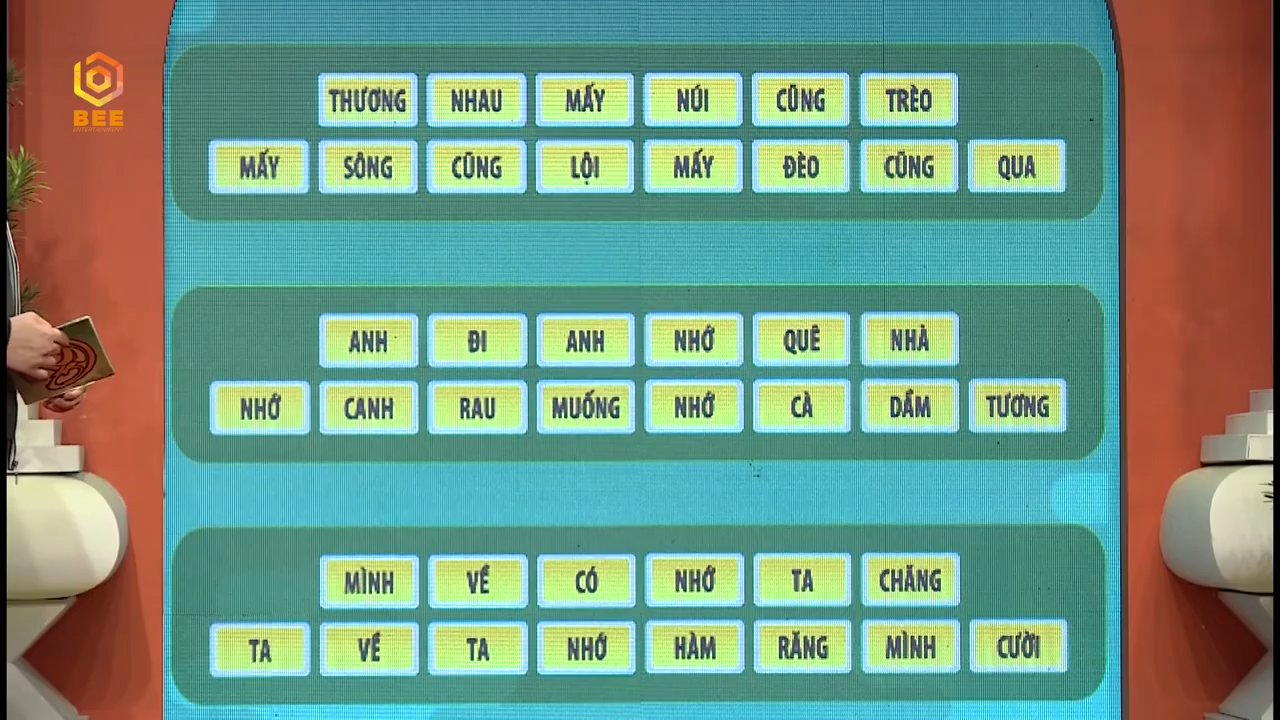 BEE
ENTERTAINMENT
THƯƠNG NHAU MẤY NÚI CŨNG TRÈO
MẤY SÔNG CŨNG LỘI MẤY ĐÈO CŨNG QUA
ANH ĐI ANH NHỚ QUÊ NHÀ
NHỚ CANH RAU MUỐNG NHỚ CÀ DẦM TƯƠNG
MÌNH VỀ CÓ NHỚ TA CHĂNG
TA VỀ TA NHỚ HÀM RĂNG MÌNH CƯỜI